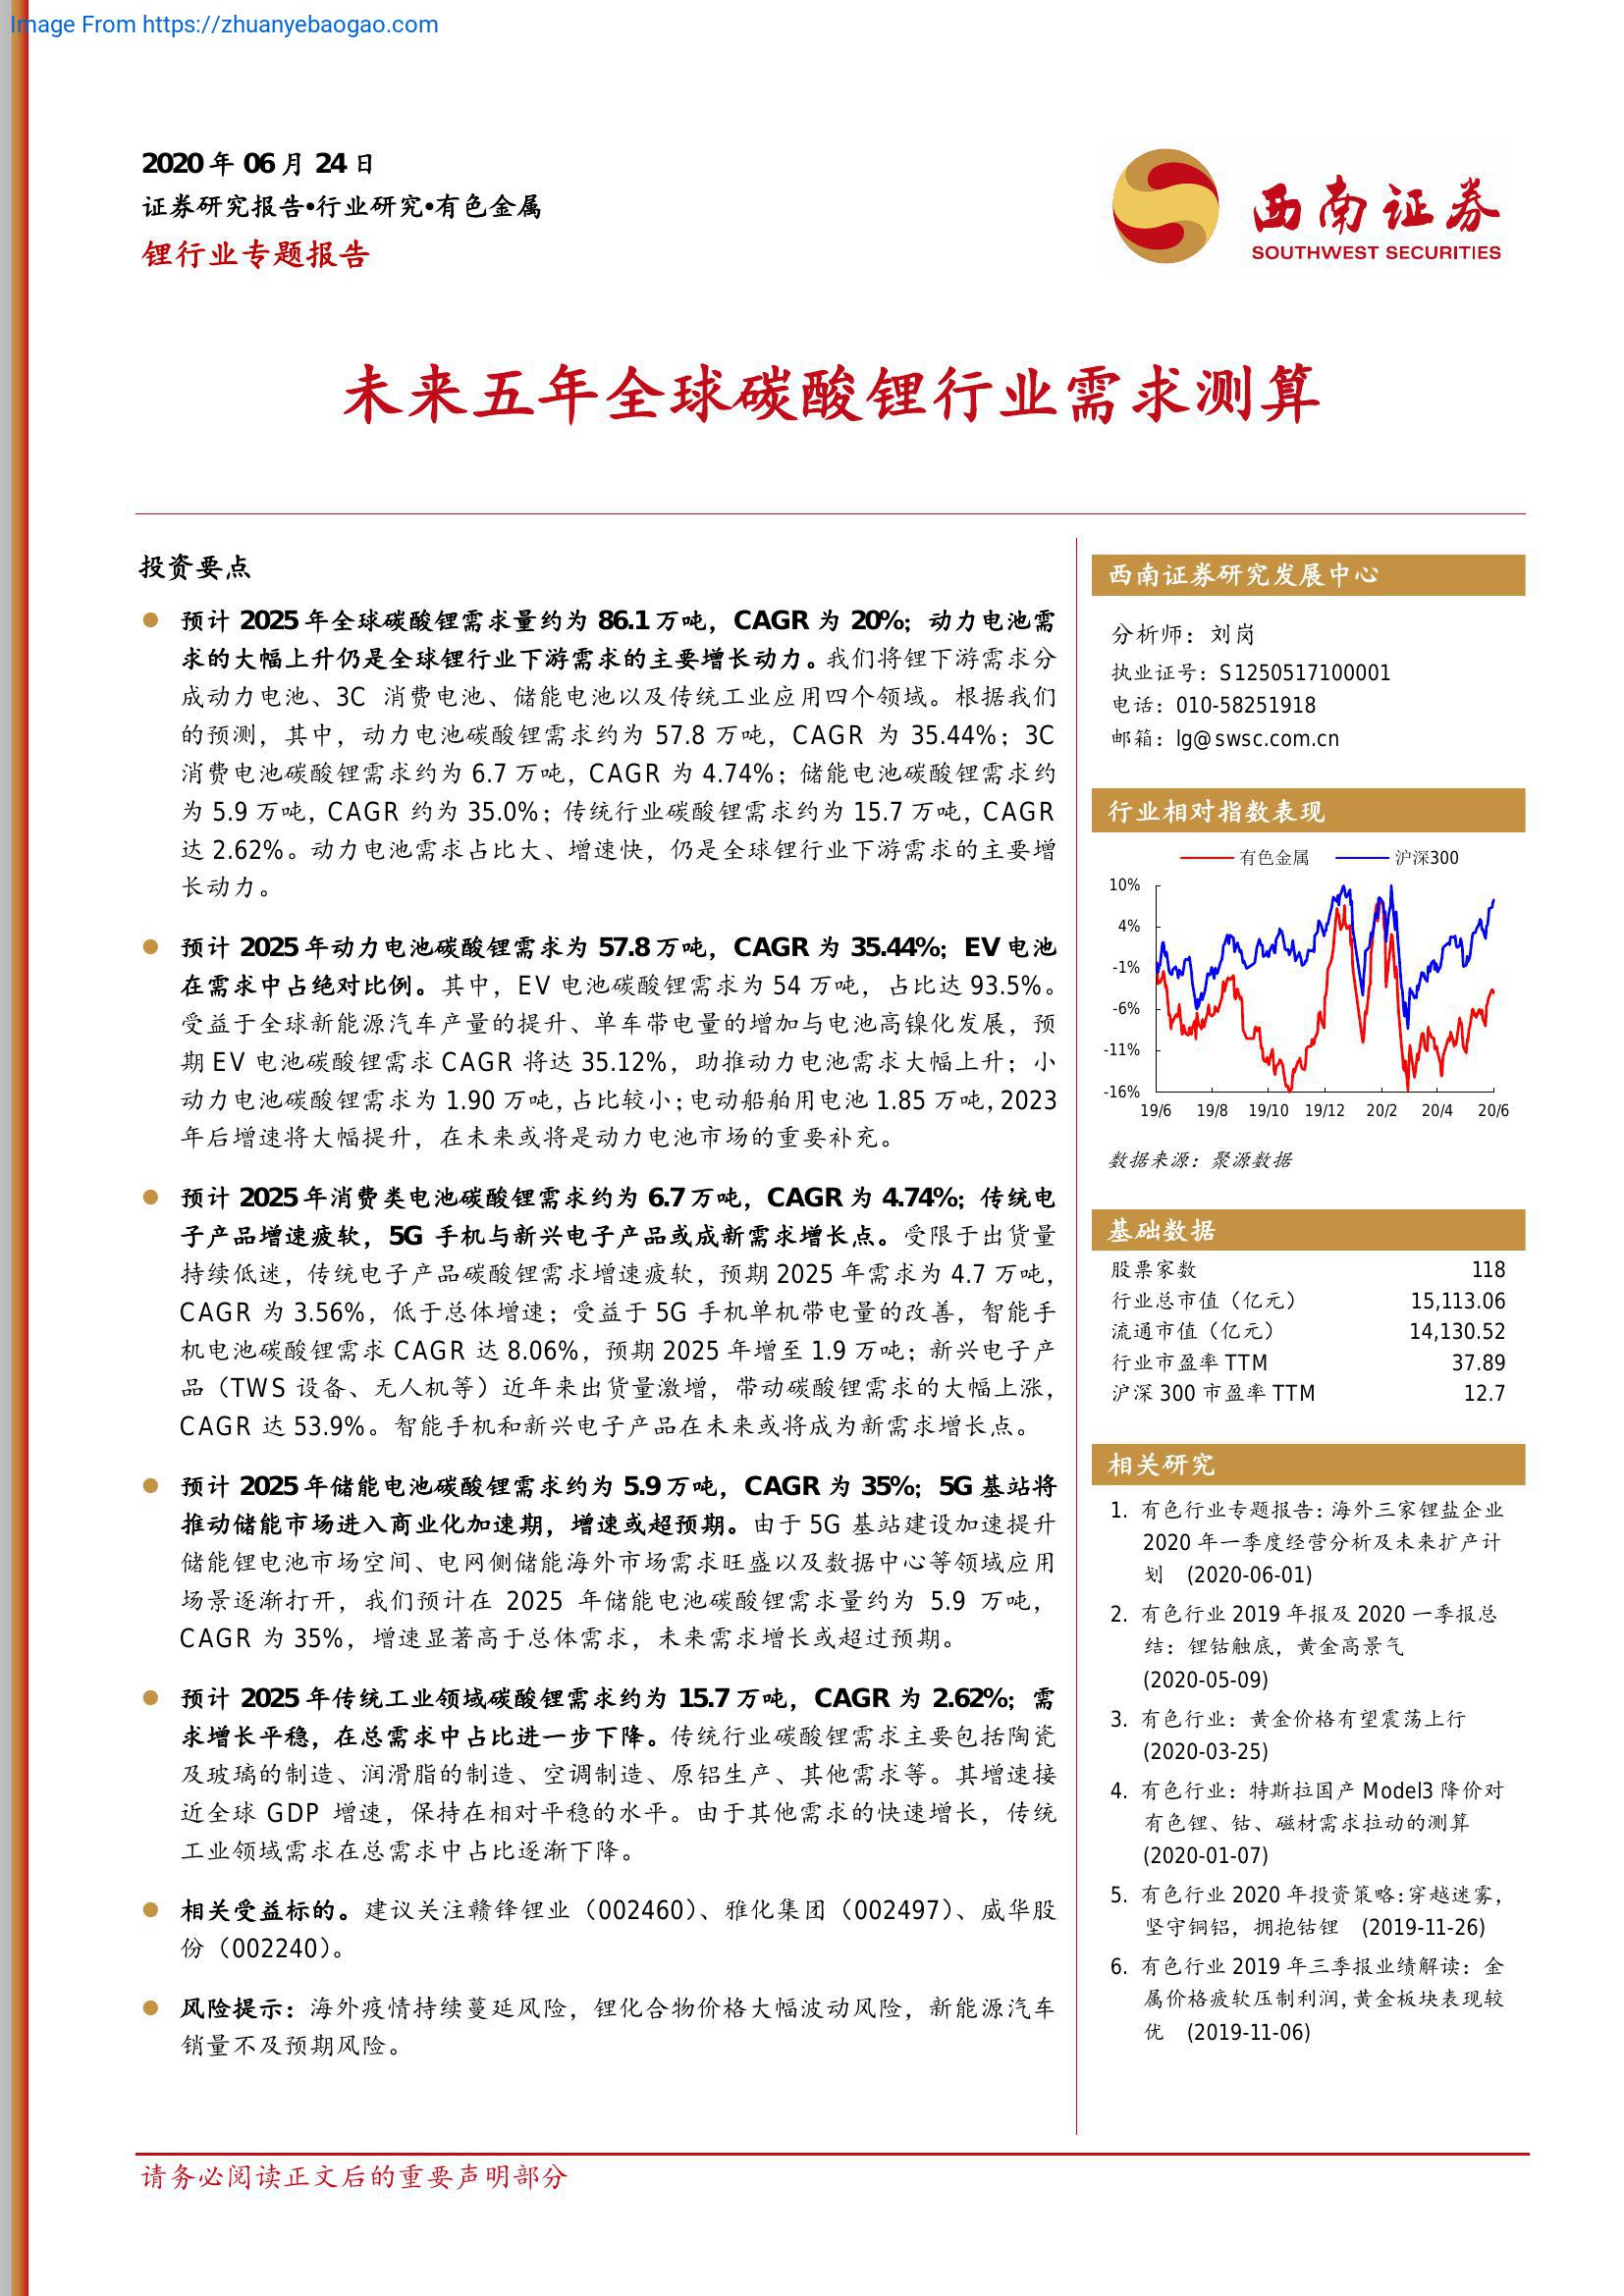 Image From https://zhuanyebaogao.com
2020 年 06 月 24 日
证券研究报告•行业研究•有色金属
锂行业专题报告
西南证券
SOUTHWEST SECURITIES
未来五年全球碳酸锂行业需求测算
投资要点
预计 2025 年全球碳酸锂需求量约为 86.1 万吨，CAGR 为 20%；动力电池需
求的大幅上升仍是全球锂行业下游需求的主要增长动力。我们将锂下游需求分
成动力电池、3C 消费电池、储能电池以及传统工业应用四个领域。根据我们
的预测，其中，动力电池碳酸锂需求约为 57.8 万吨，CAGR 为 35.44%；3C
消费电池碳酸锂需求约为 6.7 万吨，CAGR 为 4.74%；储能电池碳酸锂需求约
为 5.9 万吨，CAGR 约为 35.0%；传统行业碳酸锂需求约为 15.7 万吨，CAGR
达 2.62%。动力电池需求占比大、增速快，仍是全球锂行业下游需求的主要增
长动力。
预计 2025 年动力电池碳酸锂需求为 57.8 万吨，CAGR 为 35.44%；EV 电池
在需求中占绝对比例。其中，EV 电池碳酸锂需求为 54 万吨，占比达 93.5%。
受益于全球新能源汽车产量的提升、单车带电量的增加与电池高镍化发展，预
期 EV 电池碳酸锂需求 CAGR 将达 35.12%，助推动力电池需求大幅上升；小
动力电池碳酸锂需求为 1.90 万吨，占比较小；电动船舶用电池 1.85 万吨，2023
年后增速将大幅提升，在未来或将是动力电池市场的重要补充。
预计 2025 年消费类电池碳酸锂需求约为 6.7 万吨，CAGR 为 4.74%；传统电
子产品增速疲软，5G 手机与新兴电子产品或成新需求增长点。受限于出货量
持续低迷，传统电子产品碳酸锂需求增速疲软，预期 2025 年需求为 4.7 万吨，
CAGR 为 3.56%，低于总体增速；受益于 5G 手机单机带电量的改善，智能手
机电池碳酸锂需求 CAGR 达 8.06%，预期 2025 年增至 1.9 万吨；新兴电子产
品（TWS 设备、无人机等）近年来出货量激增，带动碳酸锂需求的大幅上涨，
CAGR 达 53.9%。智能手机和新兴电子产品在未来或将成为新需求增长点。
预计 2025 年储能电池碳酸锂需求约为 5.9 万吨，CAGR 为 35%；5G 基站将
推动储能市场进入商业化加速期，增速或超预期。由于 5G 基站建设加速提升
储能锂电池市场空间、电网侧储能海外市场需求旺盛以及数据中心等领域应用
场景逐渐打开，我们预计在 2025 年储能电池碳酸锂需求量约为 5.9 万吨，
CAGR 为 35%，增速显著高于总体需求，未来需求增长或超过预期。
预计 2025 年传统工业领域碳酸锂需求约为 15.7 万吨，CAGR 为 2.62%；需
求增长平稳，在总需求中占比进一步下降。传统行业碳酸锂需求主要包括陶瓷
及玻璃的制造、润滑脂的制造、空调制造、原铝生产、其他需求等。其增速接
近全球 GDP 增速，保持在相对平稳的水平。由于其他需求的快速增长，传统
工业领域需求在总需求中占比逐渐下降。
相关受益标的。建议关注赣锋锂业（002460）、雅化集团（002497）、威华股
份（002240）。
风险提示：海外疫情持续蔓延风险，锂化合物价格大幅波动风险，新能源汽车
销量不及预期风险。
西南证券研究发展中心
分析师：刘岗
执业证号：S1250517100001
电话：010-58251918
邮箱：lg@swsc.com.cn
行业相对指数表现
有色金属 沪深300
10%
4%
-1%
-6%
-11%
-16%
19/6 19/8 19/10 19/12 20/2 20/4 20/6
数据来源：聚源数据
基础数据
股票家数 118
行业总市值（亿元） 15,113.06
流通市值（亿元） 14,130.52
行业市盈率 TTM 37.89
沪深 300 市盈率 TTM 12.7
相关研究
1. 有色行业专题报告：海外三家锂盐企业
2020 年一季度经营分析及未来扩产计
划 (2020-06-01)
2. 有色行业 2019 年报及 2020 一季报总
结：锂钴触底，黄金高景气
(2020-05-09)
3. 有色行业：黄金价格有望震荡上行
(2020-03-25)
4. 有色行业：特斯拉国产 Model3 降价对
有色锂、钴、磁材需求拉动的测算
(2020-01-07)
5. 有色行业 2020 年投资策略：穿越迷雾，
坚守铜铝，拥抱钴锂 (2019-11-26)
6. 有色行业 2019 年三季报业绩解读：金
属价格疲软压制利润，黄金板块表现较
优 (2019-11-06)
请务必阅读正文后的重要声明部分